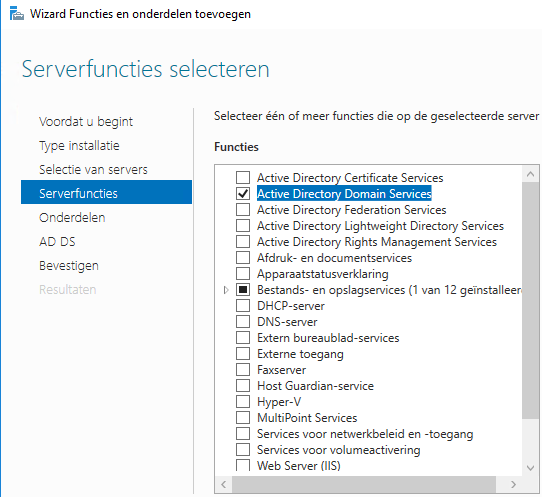 Wizard Functies en onderdelen toevoegen
Serverfuncties selecteren
Voordat u begint
Type installatie
Selectie van servers
Serverfuncties
Onderdelen
AD DS
Bevestigen
Resultaten
Selecteer één of meer functies die op de geselecteerde server
Functies
Active Directory Certificate Services
Active Directory Domain Services
Active Directory Federation Services
Active Directory Lightweight Directory Services
Active Directory Rights Management Services
Afdruk- en documentservices
Apparaatstatusverklaring
Bestands- en opslagservices (1 van 12 geïnstalleer
DHCP-server
DNS-server
Extern bureaublad-services
Externe toegang
Faxserver
Host Guardian-service
Hyper-V
MultiPoint Services
Services voor netwerkbeleid en -toegang
Services voor volumeactivering
Web Server (IIS)